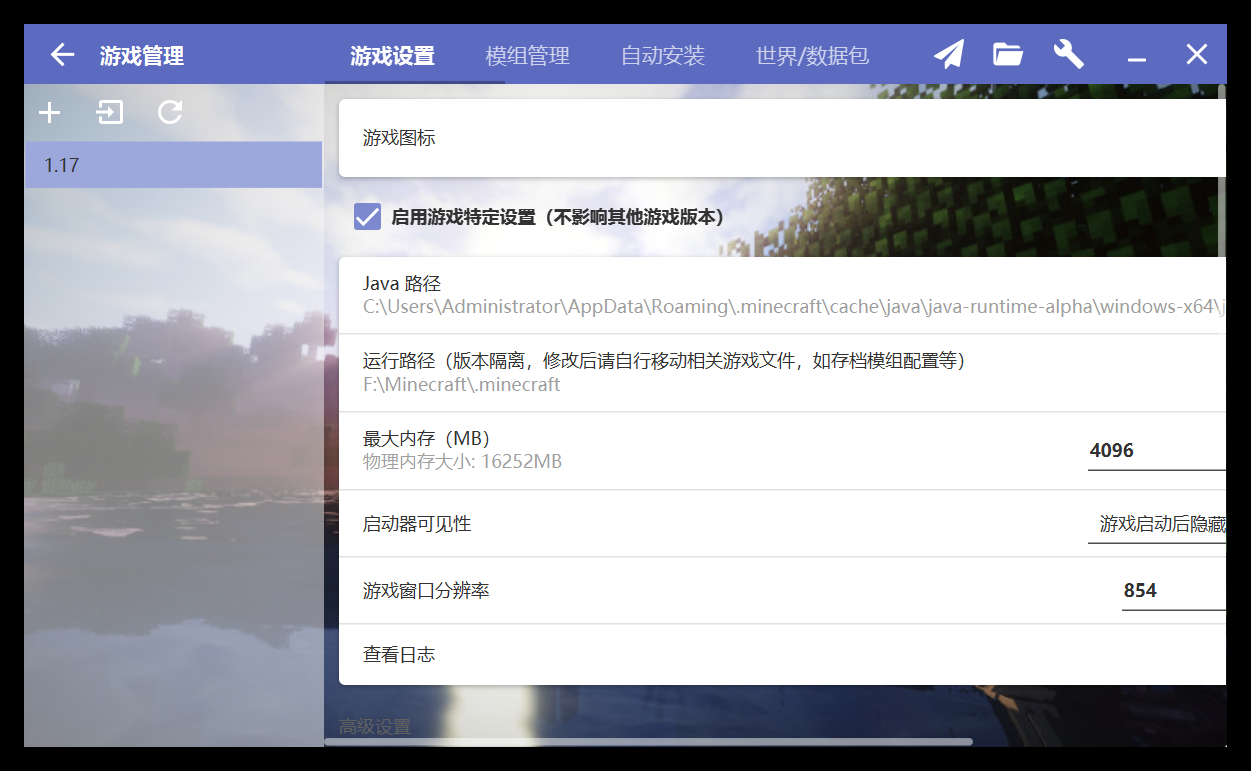 游戏管理
游戏设置 模组管理 自动安装 世界/数据包
1.17
游戏图标
启用游戏特定设置（不影响其他游戏版本）
Java 路径
C:\Users\Administrator\AppData\Roaming\.minecraft\cache\java\java-runtime-alpha\windows-x64\j
运行路径（版本隔离，修改后请自行移动相关游戏文件，如存档模组配置等）
F:\Minecraft\.minecraft
最大内存（MB）
物理内存大小: 16252MB
4096
启动器可见性
游戏启动后隐藏
游戏窗口分辨率
854
查看日志
高级设置